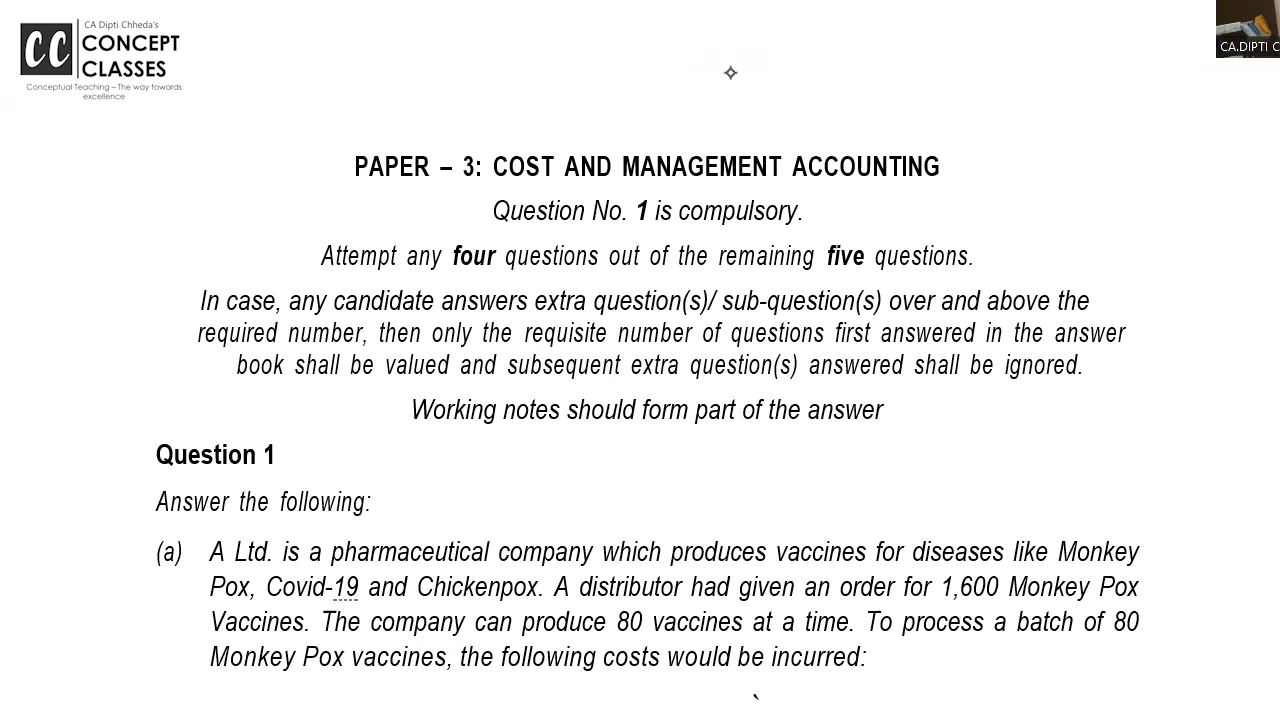 CA Dipti Chheda's
CC CONCEPT
CLASSES
Conceptual Teaching – The way towards
excellence
CA.DIPTI C
PAPER – 3: COST AND MANAGEMENT ACCOUNTING
Question No. 1 is compulsory.
Attempt any four questions out of the remaining five questions.
In case, any candidate answers extra question(s)/ sub-question(s) over and above the
required number, then only the requisite number of questions first answered in the answer
book shall be valued and subsequent extra question(s) answered shall be ignored.
Working notes should form part of the answer
Question 1
Answer the following:
(a) A Ltd. is a pharmaceutical company which produces vaccines for diseases like Monkey
Pox, Covid-19 and Chickenpox. A distributor had given an order for 1,600 Monkey Pox
Vaccines. The company can produce 80 vaccines at a time. To process a batch of 80
Monkey Pox vaccines, the following costs would be incurred:
`